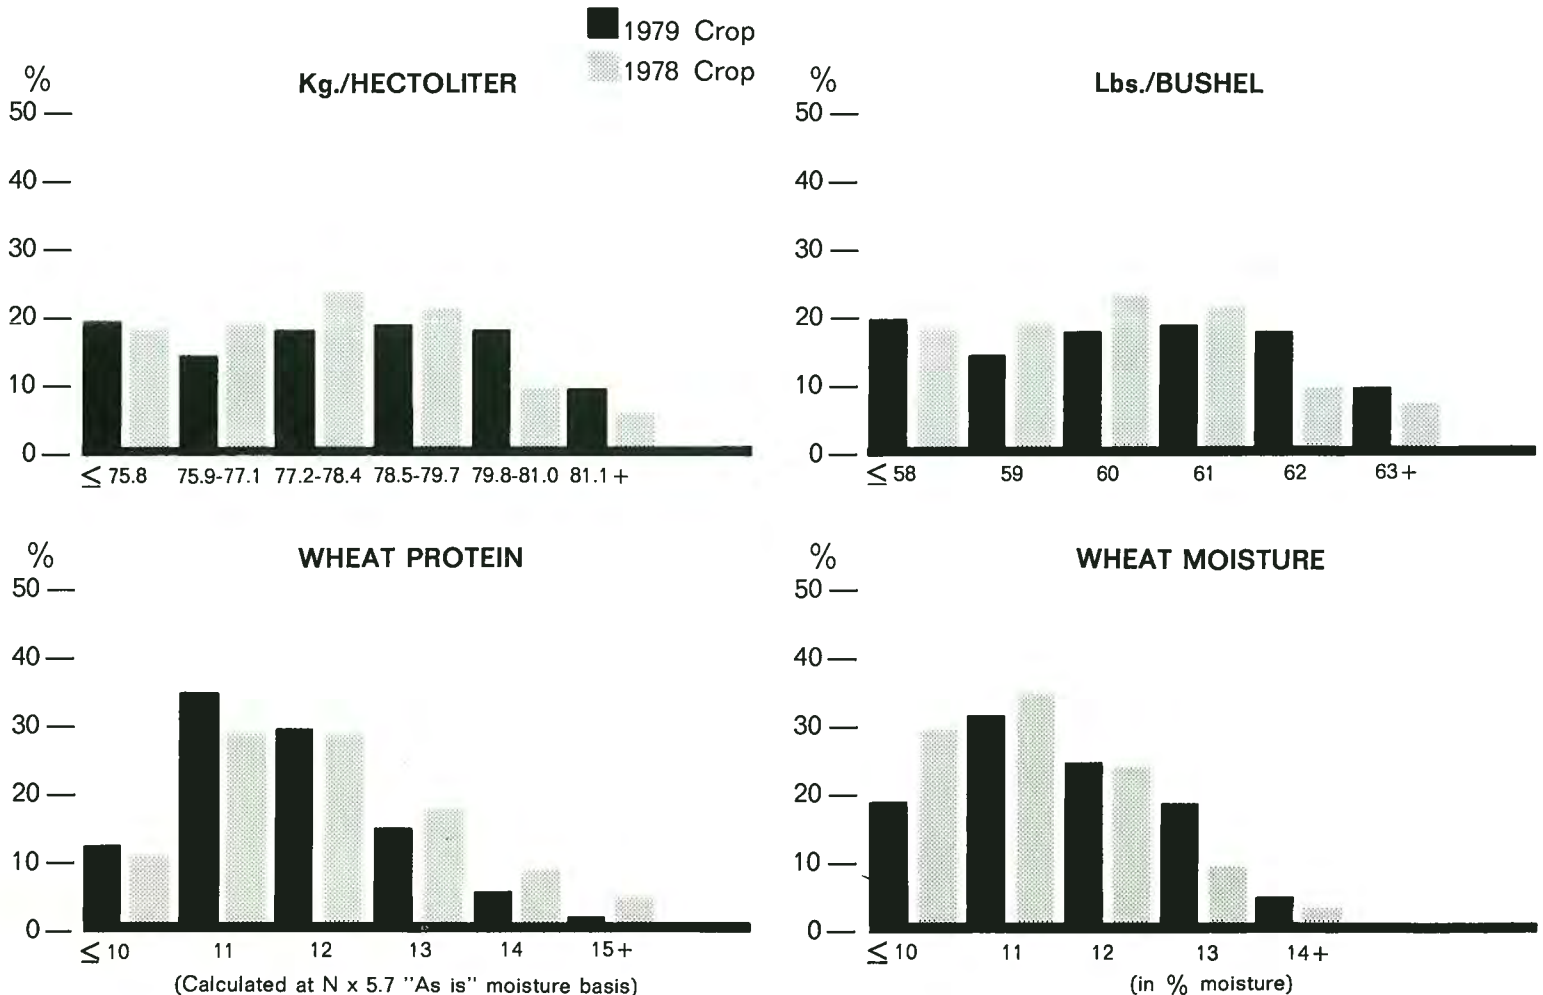 1979 Crop
1978 Crop
%
Kg./HECTOLITER
50
40
30
20
10
0
≤ 75.8 75.9-77.1 77.2-78.4 78.5-79.7 79.8-81.0 81.1 +
%
Lbs./BUSHEL
50
40
30
20
10
0
≤ 58 59 60 61 62 63+
%
WHEAT PROTEIN
50
40
30
20
10
0
≤ 10 11 12 13 14 15+
(Calculated at N x 5.7 "As is" moisture basis)
%
WHEAT MOISTURE
50
40
30
20
10
0
≤ 10 11 12 13 14+
(in % moisture)